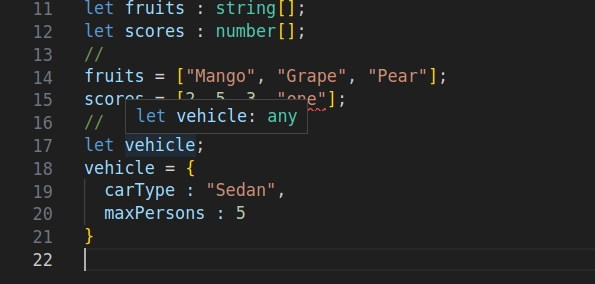 11 let fruits : string[];
12 let scores : number[];
13 //
14 fruits = ["Mango", "Grape", "Pear"];
15 scores = [2, 5, 3, "one"];
16 //
let vehicle: any
17 let vehicle;
18 vehicle = {
19 carType : "Sedan",
20 maxPersons : 5
21 }
22